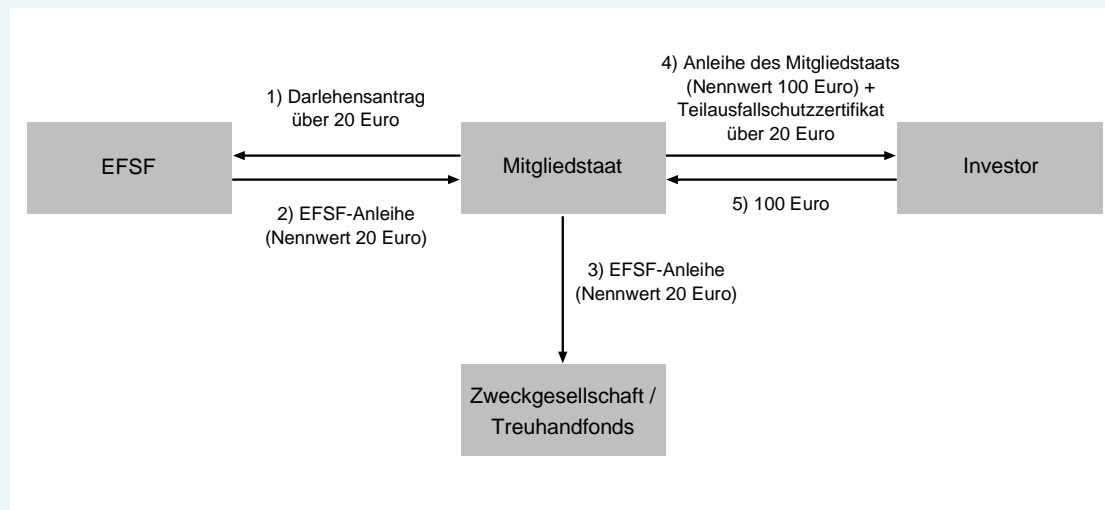 1) Darlehensantrag
über 20 Euro
4) Anleihe des Mitgliedstaats
(Nennwert 100 Euro) +
Teilausfallschutzzertifikat
über 20 Euro
EFSF
Mitgliedstaat
Investor
2) EFSF-Anleihe
(Nennwert 20 Euro)
5) 100 Euro
3) EFSF-Anleihe
(Nennwert 20 Euro)
Zweckgesellschaft /
Treuhandfonds